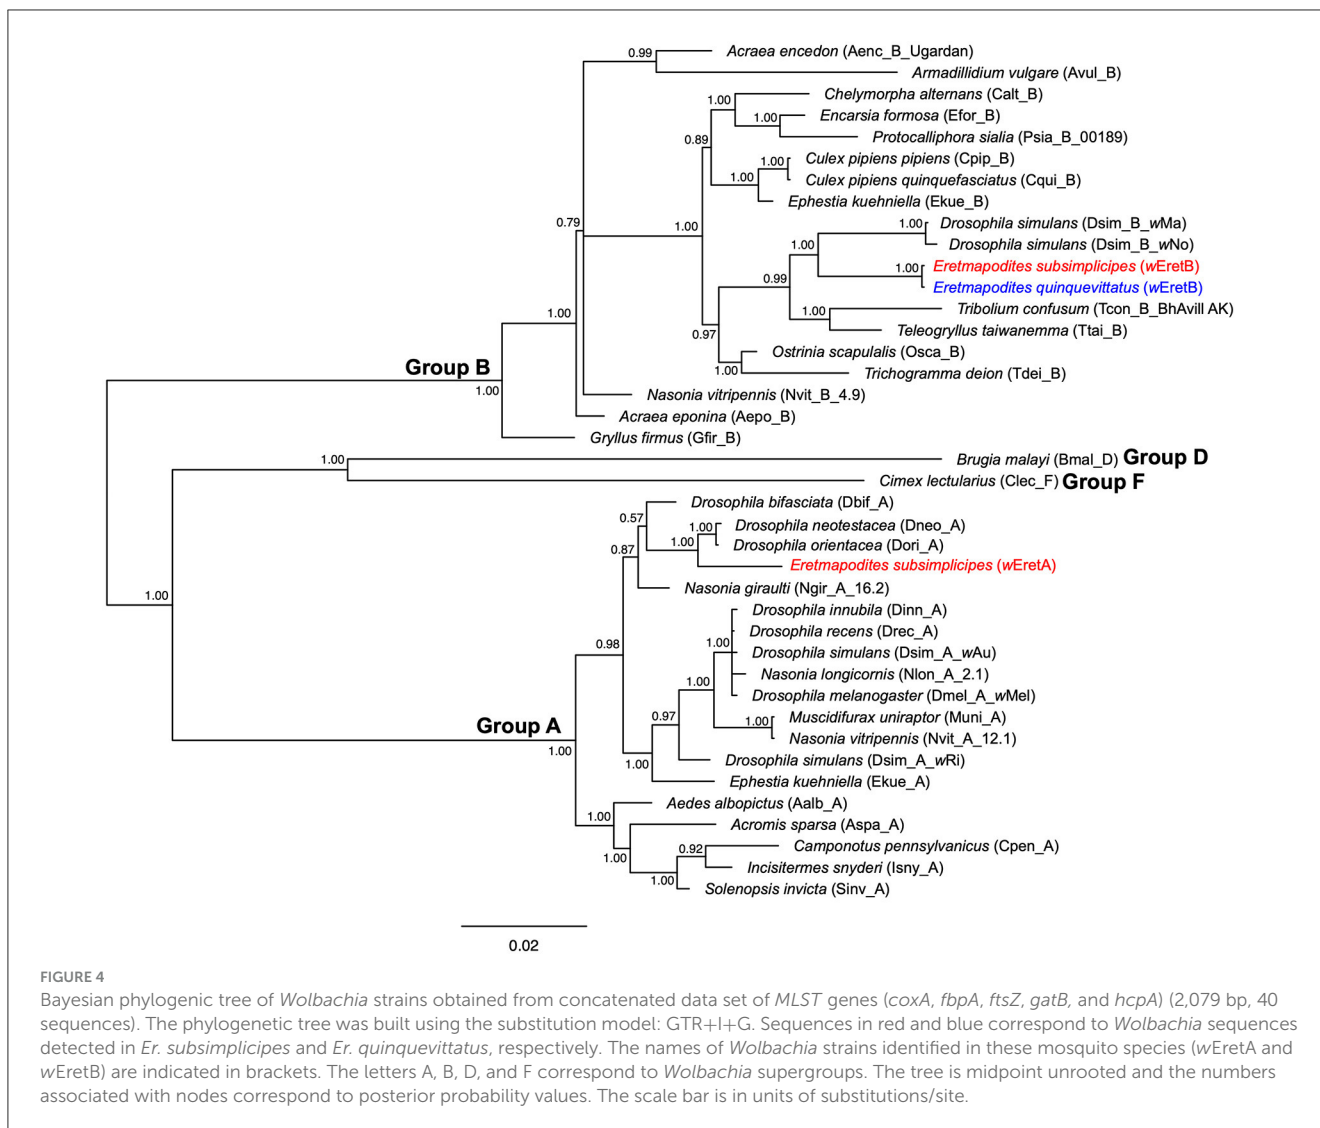 0.99
Acraea encedon (Aenc_B_Ugardan)
Armadillidium vulgare (Avul_B)
1.00
Chelymorpha alternans (Calt_B)
1.00
Encarsia formosa (Efor_B)
0.89
Protocalliphora sialia (Psia_B_00189)
1.00
Culex pipiens pipiens (Cpip_B)
1.00
Culex pipiens quinquefasciatus (Cqui_B)
Ephestia kuehniella (Ekue_B)
0.79
1.00
1.00
Drosophila simulans (Dsim_B_wMa)
1.00
Drosophila simulans (Dsim_B_wNo)
1.00
Eretmapodites subsimplicipes (wEretB)
0.99
Eretmapodites quinquevittatus (wEretB)
1.00
Tribolium confusum (Tcon_B_BhAvill AK)
1.00
0.97
Teleogryllus taiwanemma (Ttai_B)
Ostrinia scapulalis (Osca_B)
Group B
1.00
Trichogramma deion (Tdei_B)
1.00
Nasonia vitripennis (Nvit_B_4.9)
Acraea eponina (Aepo_B)
Gryllus firmus (Gfir_B)
1.00
Brugia malayi (Bmal_D) Group D
Cimex lectularius (Clec_F) Group F
Drosophila bifasciata (Dbif_A)
0.57
1.00
Drosophila neotestacea (Dneo_A)
0.87
1.00
Drosophila orientacea (Dori_A)
Eretmapodites subsimplicipes (wEretA)
Nasonia giraulti (Ngir_A_16.2)
1.00
Drosophila innubila (Dinn_A)
Drosophila recens (Drec_A)
0.98
1.00
Drosophila simulans (Dsim_A_wAu)
1.00
Nasonia longicornis (Nlon_A_2.1)
Drosophila melanogaster (Dmel_A_wMel)
Group A
0.97
1.00
Muscidifurax uniraptor (Muni_A)
Nasonia vitripennis (Nvit_A_12.1)
1.00
1.00
Drosophila simulans (Dsim_A_wRi)
Ephestia kuehniella (Ekue_A)
1.00
Aedes albopictus (Aalb_A)
Acromis sparsa (Aspa_A)
1.00
0.92
Camponotus pennsylvanicus (Cpen_A)
1.00
Incisitermes snyderi (Isny_A)
Solenopsis invicta (Sinv_A)
0.02
FIGURE 4
Bayesian phylogenic tree of Wolbachia strains obtained from concatenated data set of MLST genes (coxA, fbpA, ftsZ, gatB, and hcpA) (2,079 bp, 40
sequences). The phylogenetic tree was built using the substitution model: GTR+I+G. Sequences in red and blue correspond to Wolbachia sequences
detected in Er. subsimplicipes and Er. quinquevittatus, respectively. The names of Wolbachia strains identified in these mosquito species (wEretA and
wEretB) are indicated in brackets. The letters A, B, D, and F correspond to Wolbachia supergroups. The tree is midpoint unrooted and the numbers
associated with nodes correspond to posterior probability values. The scale bar is in units of substitutions/site.